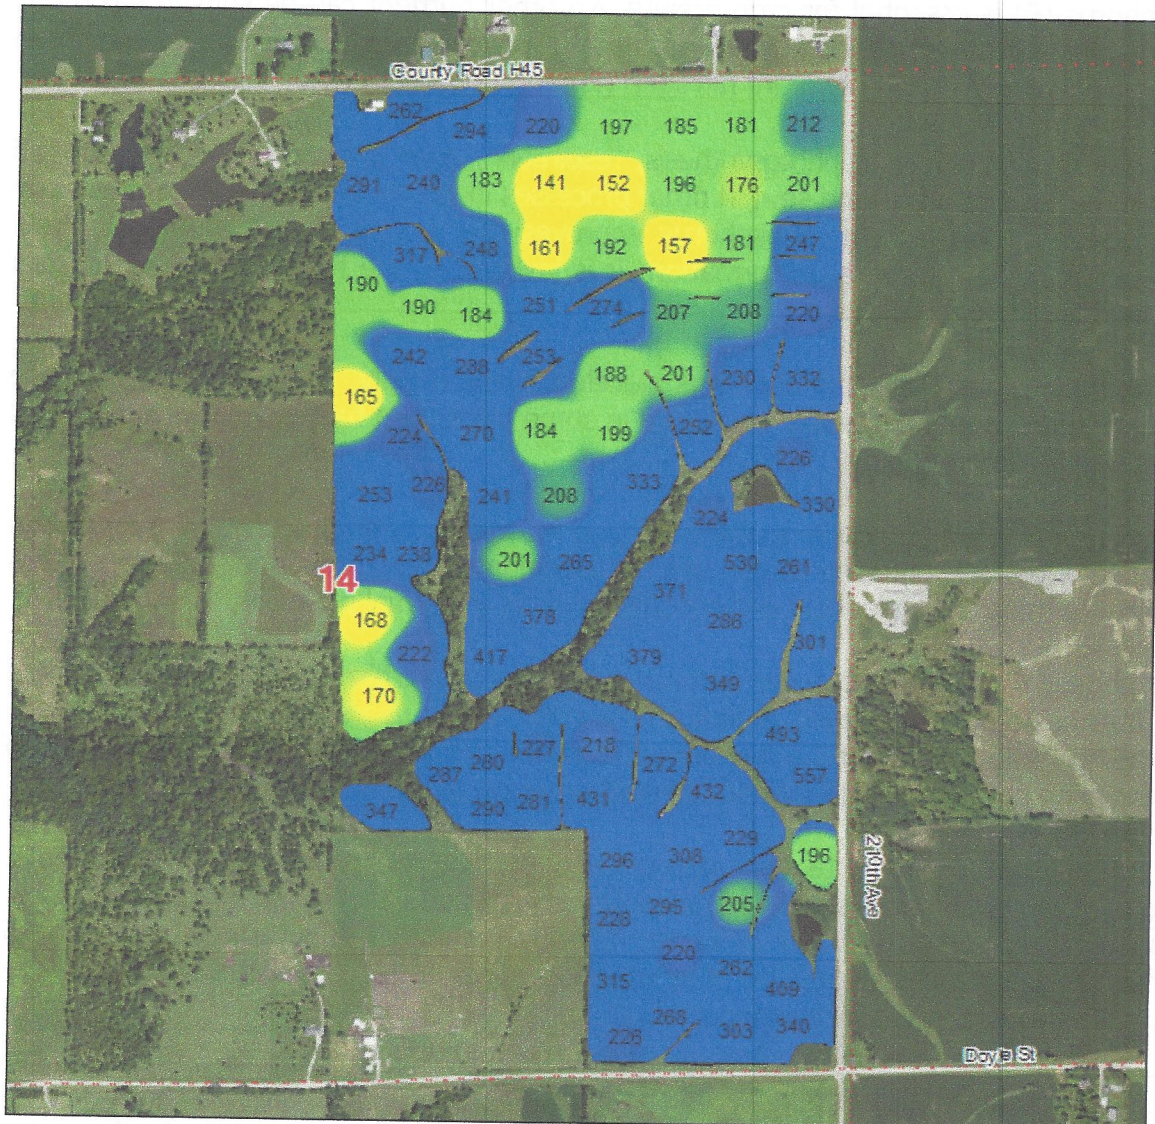 County Road H45
262
294 220 197 185 181 212
291 240 183 141 152 196 176 201
317 248 161 192 157 181 247
190 190 184 251 274 207 208 220
242 288 253 188 201 230 332
165
224 270 184 199 252 226
253 226 241 208 333 224 330
234 238 201 265 530 261
14
371
168 378 286
222 417 379 301
170 349
493
287 280 227 218 272 557
347 290 281 431 432
229
296 308 196
210th Ave
228 295 205
220 262
315 409
226 268 303 340
Doyle St